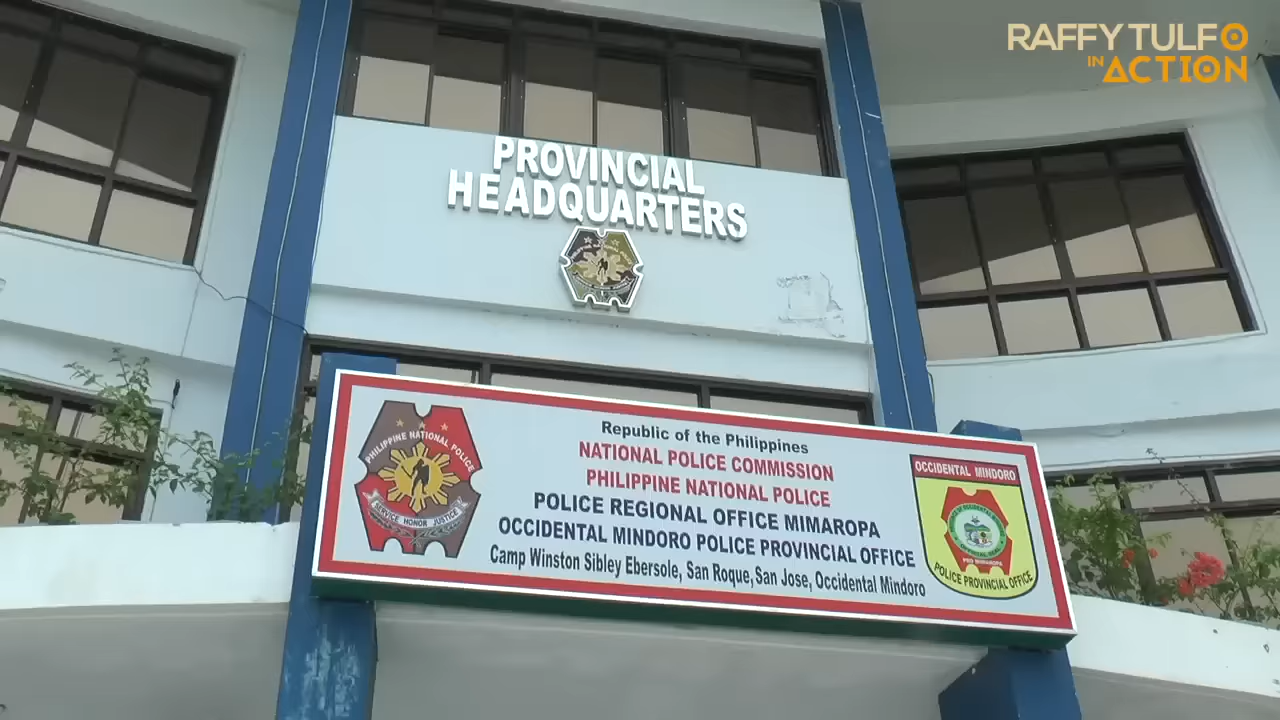 RAFFY TULFO
IN ACTION
PROVINCIAL
HEADQUARTERS
Republic of the Philippines
NATIONAL POLICE COMMISSION
PHILIPPINE NATIONAL POLICE
POLICE REGIONAL OFFICE MIMAROPA
OCCIDENTAL MINDORO POLICE PROVINCIAL OFFICE
Camp Winston Sibley Ebersole, San Roque, San Jose, Occidental Mindoro
PHILIPPINE NATIONAL POLICE
SERVICE HONOR JUSTICE
OCCIDENTAL MINDORO
PRO MIMAROPA
POLICE PROVINCIAL OFFICE